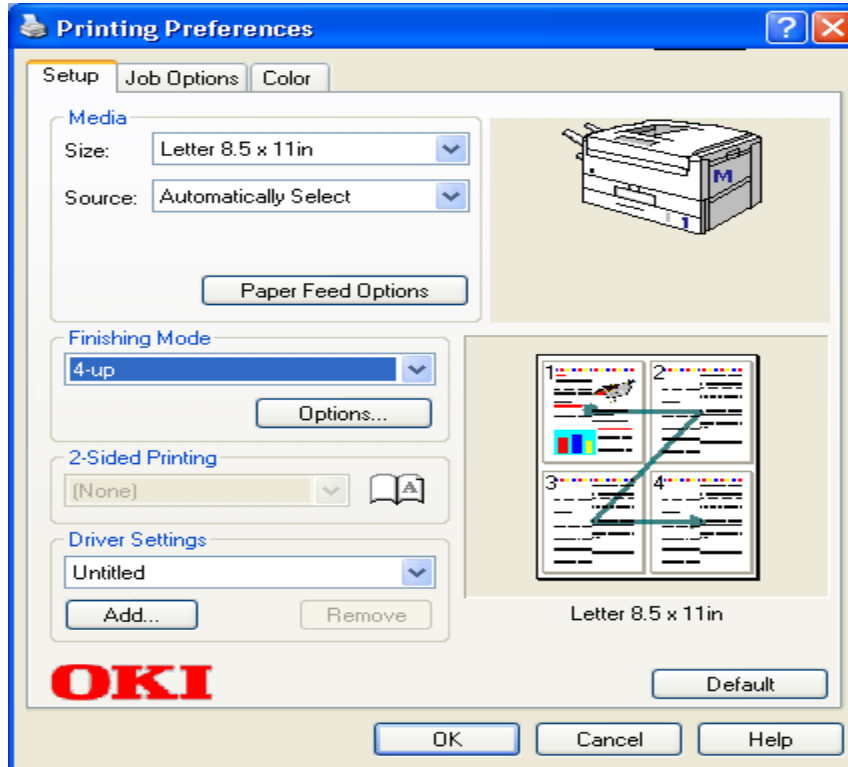 Printing Preferences
Setup Job Options Color
Media
Size: Letter 8.5 x 11in
Source: Automatically Select
M
1
Paper Feed Options
Finishing Mode
4-up
Options...
1 2
3 4
2-Sided Printing
(None)
A
Driver Settings
Untitled
Add... Remove
Letter 8.5 x 11in
OKI
Default
OK Cancel Help